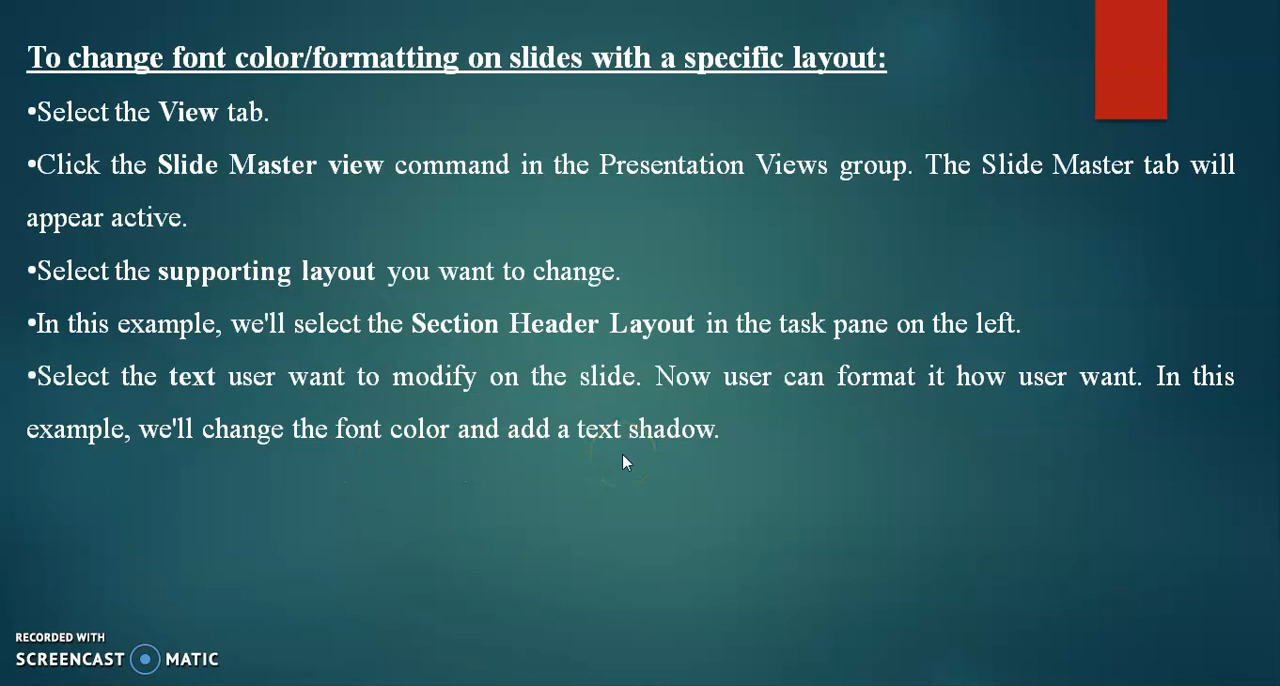 To change font color/formatting on slides with a specific layout:
•Select the View tab.
•Click the Slide Master view command in the Presentation Views group. The Slide Master tab will
appear active.
•Select the supporting layout you want to change.
•In this example, we'll select the Section Header Layout in the task pane on the left.
•Select the text user want to modify on the slide. Now user can format it how user want. In this
example, we'll change the font color and add a text shadow.
RECORDED WITH
SCREENCAST MATIC